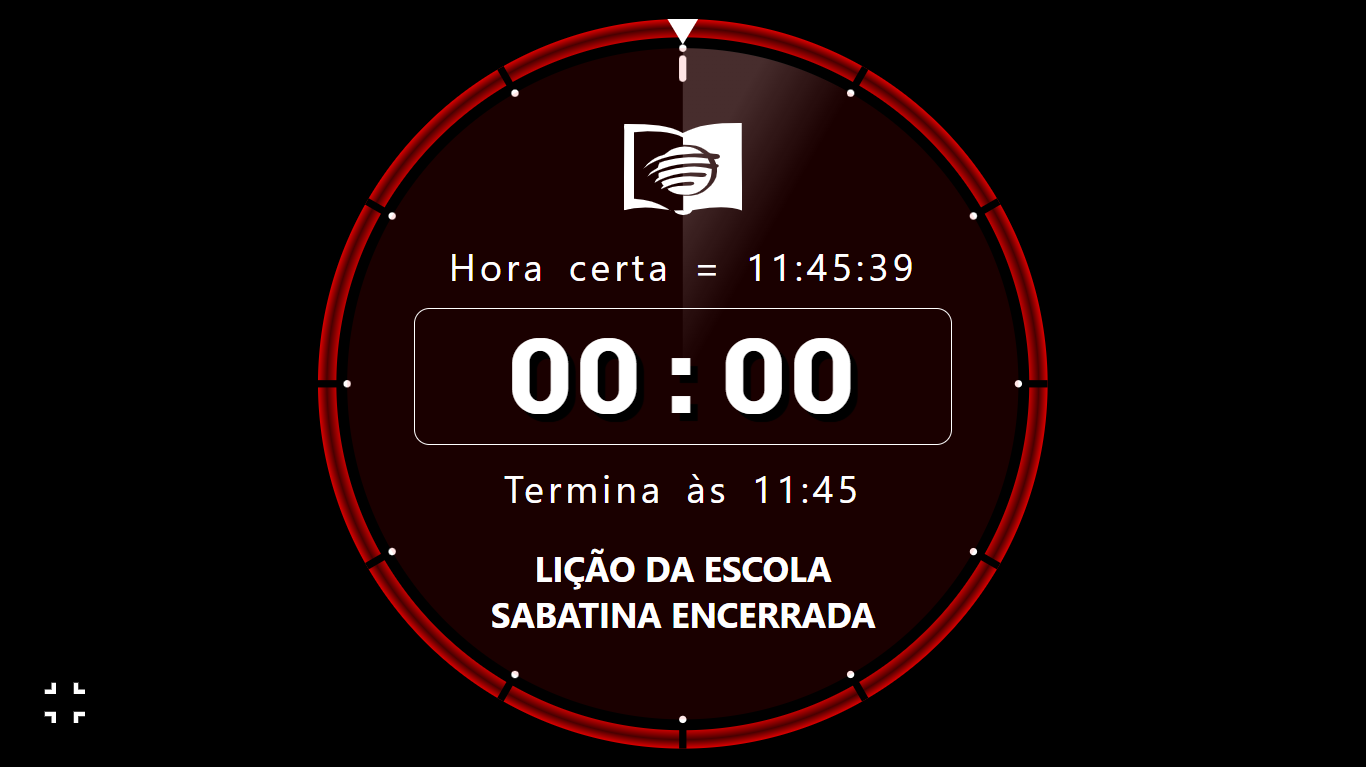 Hora certa = 11:45:39
00:00
Termina às 11:45
LIÇÃO DA ESCOLA
SABATINA ENCERRADA